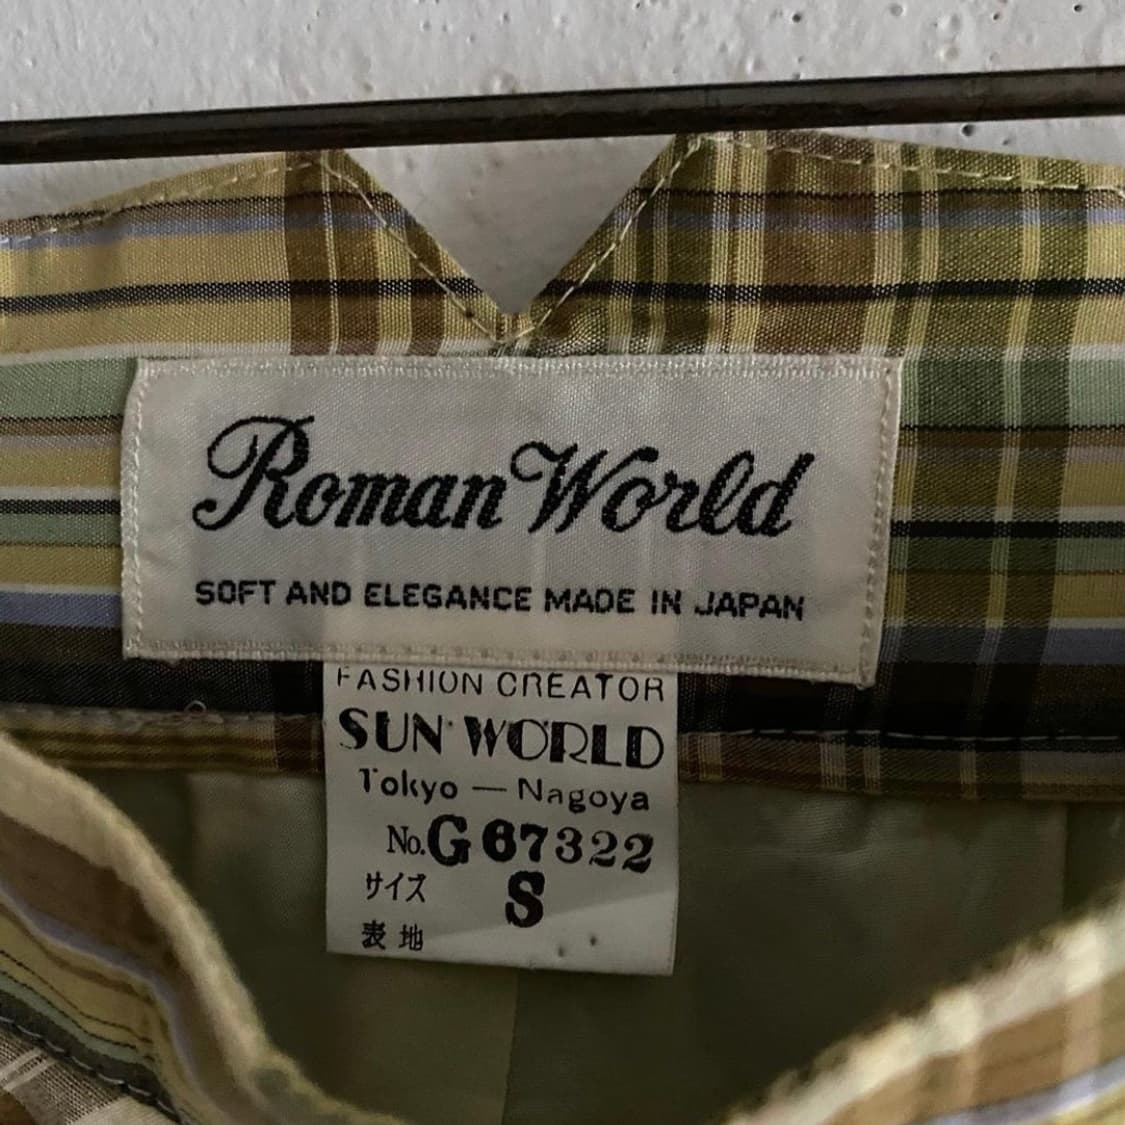 Roman World
SOFT AND ELEGANCE MADE IN JAPAN
FASHION CREATOR
SUN WORLD
Tokyo — Nagoya
No. G 67322
サイズ S
表地